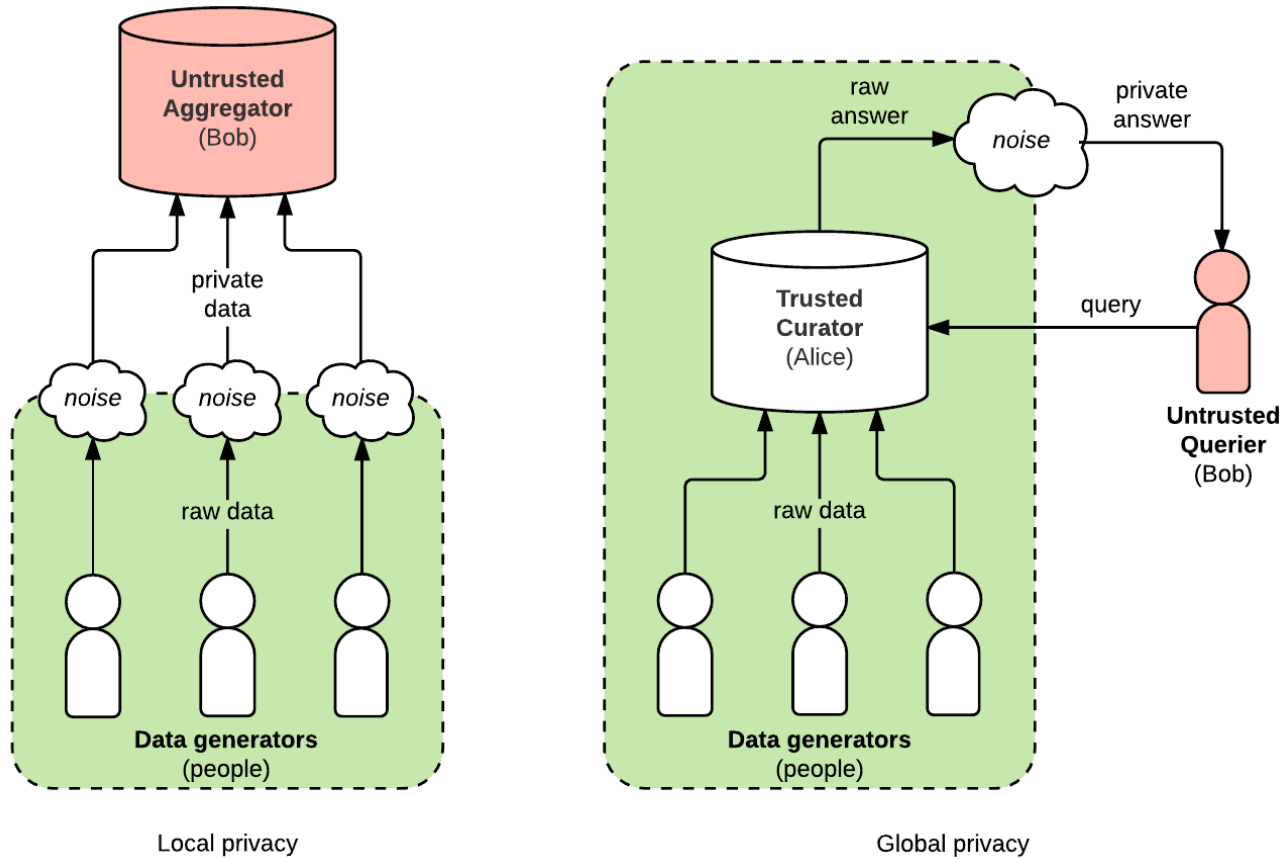 Untrusted
Aggregator
(Bob)
private
data
noise
noise
noise
raw data
Data generators
(people)
Local privacy
raw
answer
noise
private
answer
Trusted
Curator
(Alice)
query
Untrusted
Querier
(Bob)
raw data
Data generators
(people)
Global privacy